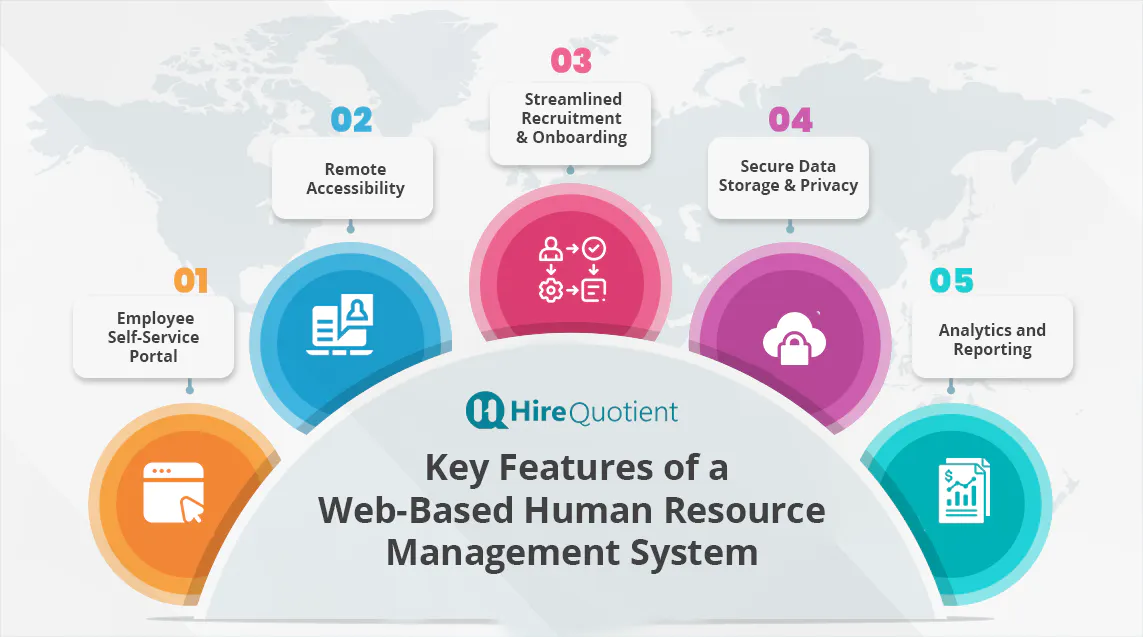 01
Employee
Self-Service
Portal
02
Remote
Accessibility
03
Streamlined
Recruitment
& Onboarding
04
Secure Data
Storage & Privacy
05
Analytics and
Reporting
HireQuotient
Key Features of a
Web-Based Human Resource
Management System